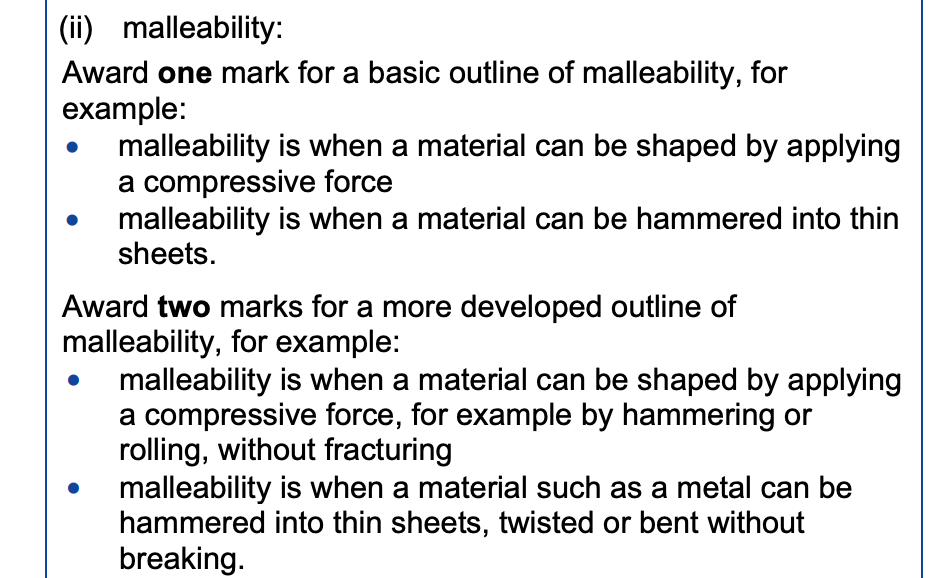 (ii) malleability:
Award one mark for a basic outline of malleability, for
example:
• malleability is when a material can be shaped by applying
a compressive force
• malleability is when a material can be hammered into thin
sheets.
Award two marks for a more developed outline of
malleability, for example:
• malleability is when a material can be shaped by applying
a compressive force, for example by hammering or
rolling, without fracturing
• malleability is when a material such as a metal can be
hammered into thin sheets, twisted or bent without
breaking.